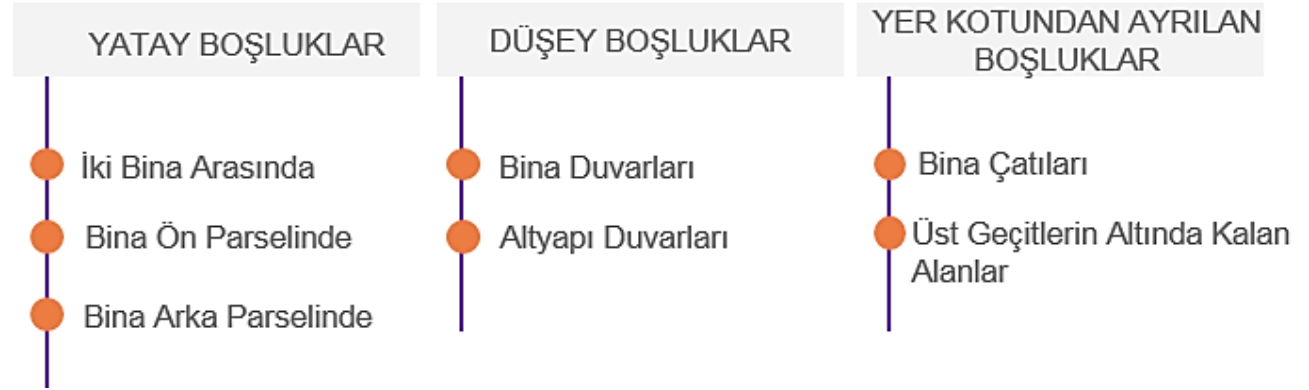 YATAY BOŞLUKLAR
İki Bina Arasında
Bina Ön Parselinde
Bina Arka Parselinde
DÜŞEY BOŞLUKLAR
Bina Duvarları
Altyapı Duvarları
YER KOTUNDAN AYRILAN
BOŞLUKLAR
Bina Çatıları
Üst Geçitlerin Altında Kalan
Alanlar